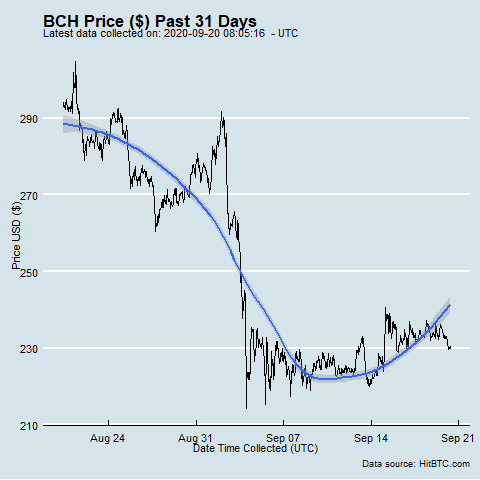 BCH Price ($) Past 31 Days
Latest data collected on: 2020-09-20 08:05:16 - UTC
Price USD ($)
290
270
250
230
210
Aug 24 Aug 31 Sep 07 Sep 14 Sep 21
Date Time Collected (UTC)
Data source: HitBTC.com